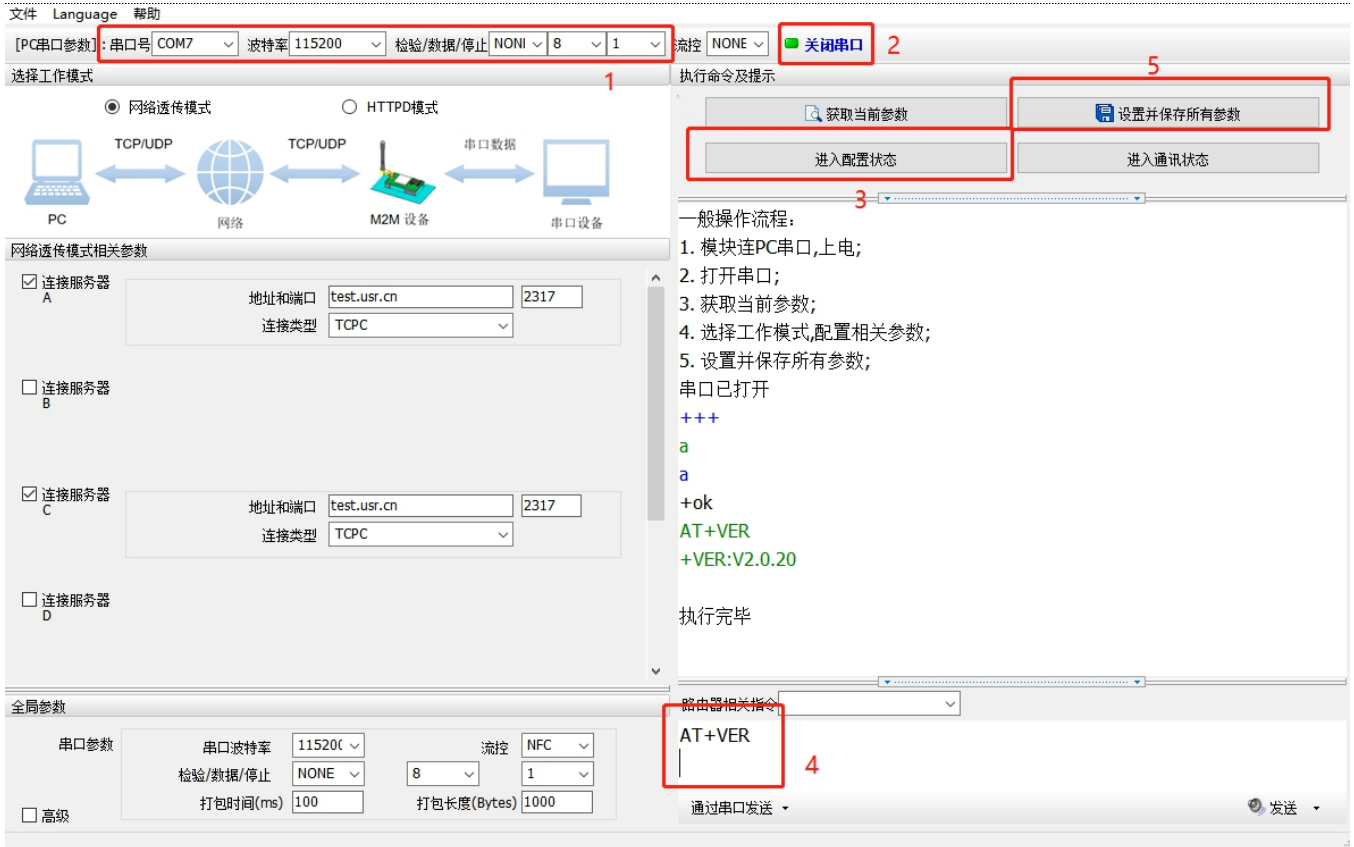 文件 Language 帮助
[PC串口参数]：串口号 COM7 波特率 115200 检验/数据/停止 NONI 8 1 流控 NONE 关闭串口 2
选择工作模式
1
网络透传模式 HTTPD模式
TCP/UDP TCP/UDP 串口数据
PC 网络 M2M 设备 串口设备
网络透传模式相关参数
连接服务器
A
地址和端口 test.usr.cn 2317
连接类型 TCPC
连接服务器
B
连接服务器
C
地址和端口 test.usr.cn 2317
连接类型 TCPC
连接服务器
D
全局参数
串口参数 串口波特率 11520( 流控 NFC
检验/数据/停止 NONE 8 1
打包时间(ms) 100 打包长度(Bytes) 1000
高级
执行命令及提示
5
获取当前参数 设置并保存所有参数
进入配置状态 进入通讯状态
3
一般操作流程：
1. 模块连PC串口,上电;
2. 打开串口;
3. 获取当前参数;
4. 选择工作模式,配置相关参数;
5. 设置并保存所有参数;
串口已打开
+++
a
a
+ok
AT+VER
+VER:V2.0.20
执行完毕
路由器相关指令
AT+VER
4
通过串口发送 发送